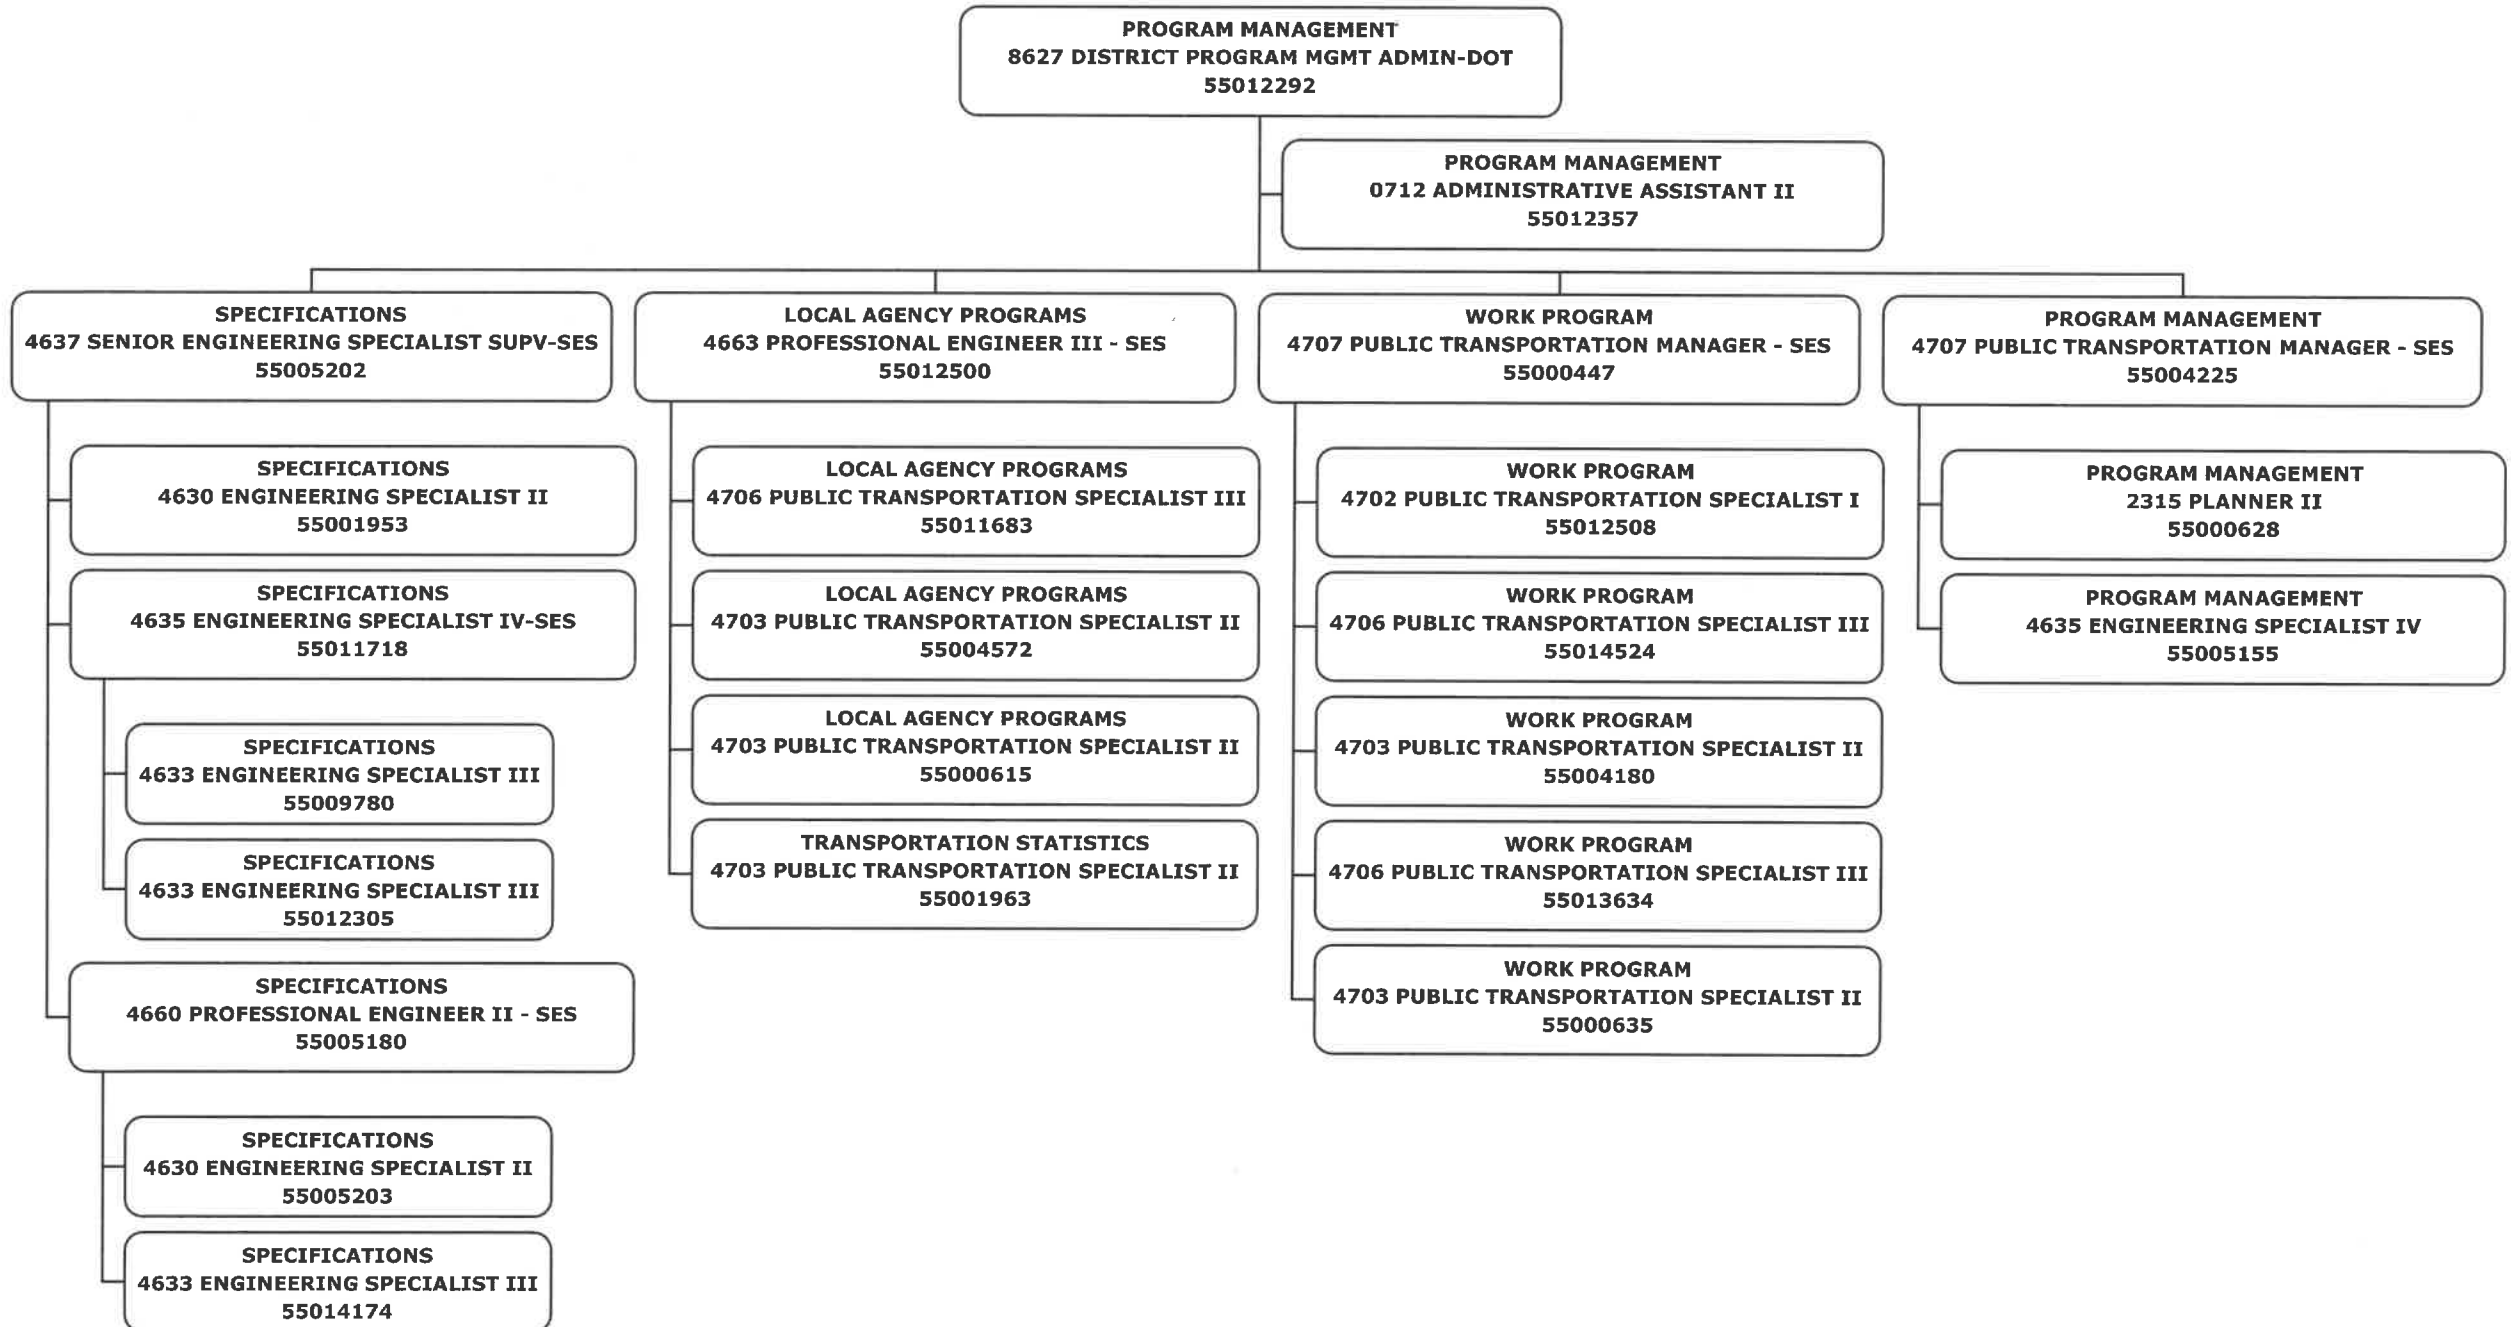 PROGRAM MANAGEMENT
8627 DISTRICT PROGRAM MGMT ADMIN-DOT
55012292
PROGRAM MANAGEMENT
0712 ADMINISTRATIVE ASSISTANT II
55012357
SPECIFICATIONS
4637 SENIOR ENGINEERING SPECIALIST SUPV-SES
55005202
SPECIFICATIONS
4630 ENGINEERING SPECIALIST II
55001953
SPECIFICATIONS
4635 ENGINEERING SPECIALIST IV-SES
55011718
SPECIFICATIONS
4633 ENGINEERING SPECIALIST III
55009780
SPECIFICATIONS
4633 ENGINEERING SPECIALIST III
55012305
SPECIFICATIONS
4660 PROFESSIONAL ENGINEER II - SES
55005180
SPECIFICATIONS
4630 ENGINEERING SPECIALIST II
55005203
SPECIFICATIONS
4633 ENGINEERING SPECIALIST III
55014174
LOCAL AGENCY PROGRAMS
4663 PROFESSIONAL ENGINEER III - SES
55012500
LOCAL AGENCY PROGRAMS
4706 PUBLIC TRANSPORTATION SPECIALIST III
55011683
LOCAL AGENCY PROGRAMS
4703 PUBLIC TRANSPORTATION SPECIALIST II
55004572
LOCAL AGENCY PROGRAMS
4703 PUBLIC TRANSPORTATION SPECIALIST II
55000615
TRANSPORTATION STATISTICS
4703 PUBLIC TRANSPORTATION SPECIALIST II
55001963
WORK PROGRAM
4707 PUBLIC TRANSPORTATION MANAGER - SES
55000447
WORK PROGRAM
4702 PUBLIC TRANSPORTATION SPECIALIST I
55012508
WORK PROGRAM
4706 PUBLIC TRANSPORTATION SPECIALIST III
55014524
WORK PROGRAM
4703 PUBLIC TRANSPORTATION SPECIALIST II
55004180
WORK PROGRAM
4706 PUBLIC TRANSPORTATION SPECIALIST III
55013634
WORK PROGRAM
4703 PUBLIC TRANSPORTATION SPECIALIST II
55000635
PROGRAM MANAGEMENT
4707 PUBLIC TRANSPORTATION MANAGER - SES
55004225
PROGRAM MANAGEMENT
2315 PLANNER II
55000628
PROGRAM MANAGEMENT
4635 ENGINEERING SPECIALIST IV
55005155